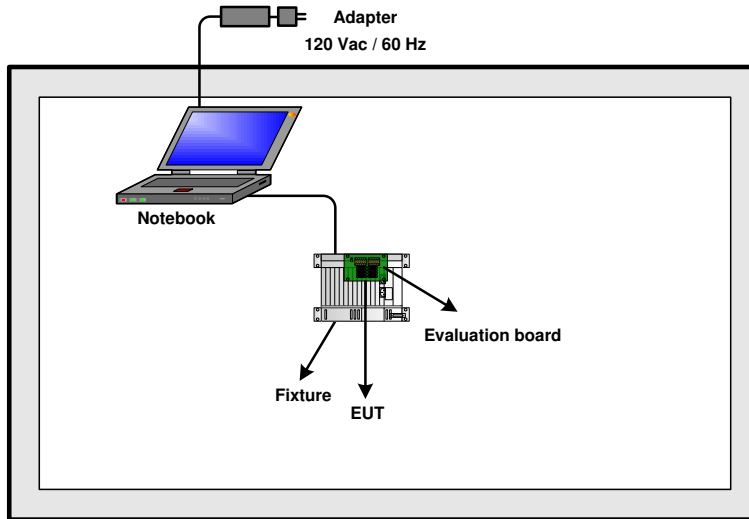 Adapter
120 Vac / 60 Hz
Notebook
Evaluation board
Fixture
EUT